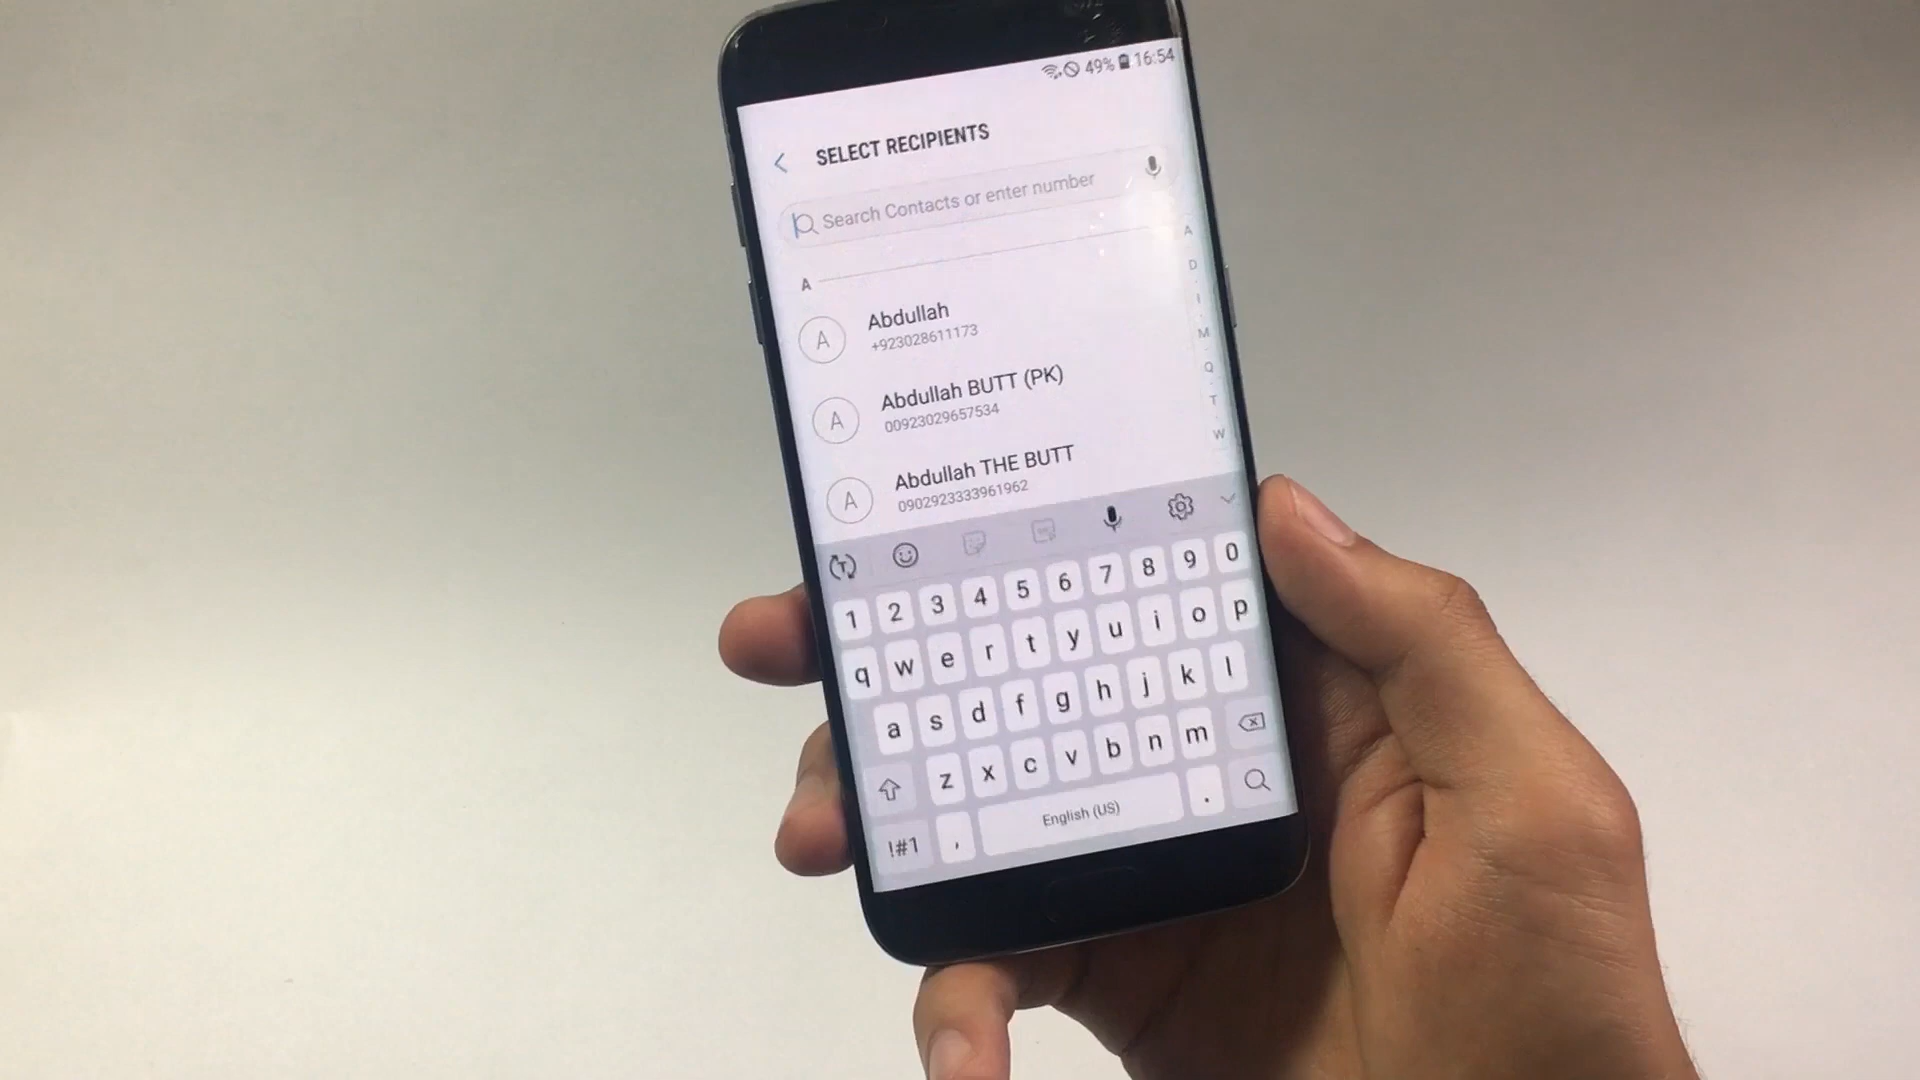 49% 16:54
SELECT RECIPIENTS
Search Contacts or enter number
A
A
D
I
M
Q
T
W
A
Abdullah
+923028611173
A
Abdullah BUTT (PK)
00923029657534
A
Abdullah THE BUTT
0902923333961962
T
1 2 3 4 5 6 7 8 9 0
q w e r t y u i o p
a s d f g h j k l
z x c v b n m
!#1 , English (US) .